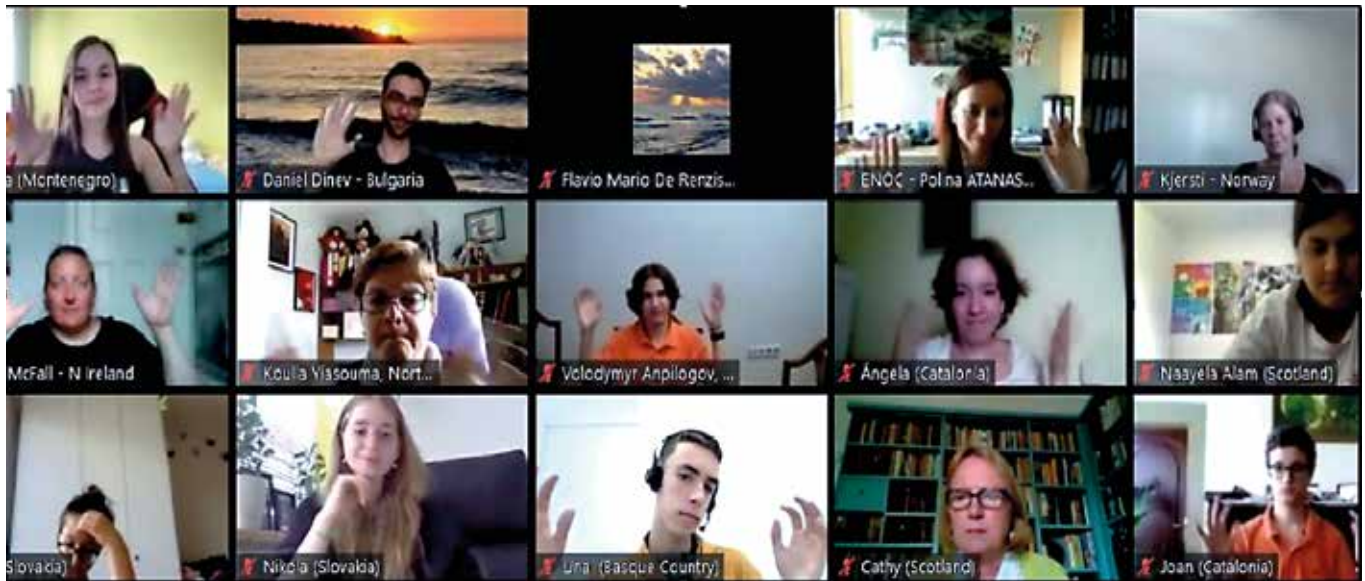 a (Montenegro)
Daniel Dinev - Bulgaria
Flavio Mario De Renzis...
ENOC - Polina ATANAS...
Kjersti - Norway
McFall - N Ireland
Koulla Yiasouma, Nort...
Volodymyr Anpilogov, ...
Ángela (Catalonia)
Naayela Alam (Scotland)
Slovakia)
Nikola (Slovakia)
(Basque Country)
Cathy (Scotland)
Joan (Catalonia)